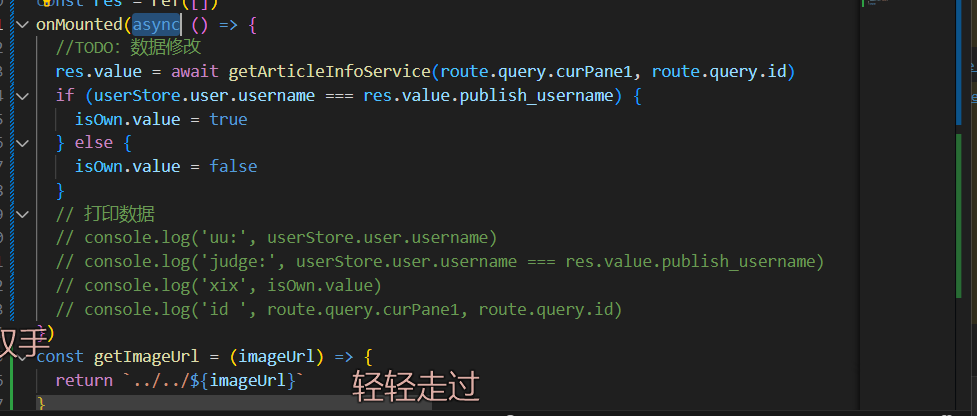 const res = ref([])
onMounted(async () => {
//TODO: 数据修改
res.value = await getArticleInfoService(route.query.curPane1, route.query.id)
if (userStore.user.username === res.value.publish_username) {
isOwn.value = true
} else {
isOwn.value = false
}
// 打印数据
// console.log('uu:', userStore.user.username)
// console.log('judge:', userStore.user.username === res.value.publish_username)
// console.log('xix', isOwn.value)
// console.log('id ', route.query.curPane1, route.query.id)
})
手
const getImageUrl = (imageUrl) => {
return `../../${imageUrl}`
轻轻走过
}